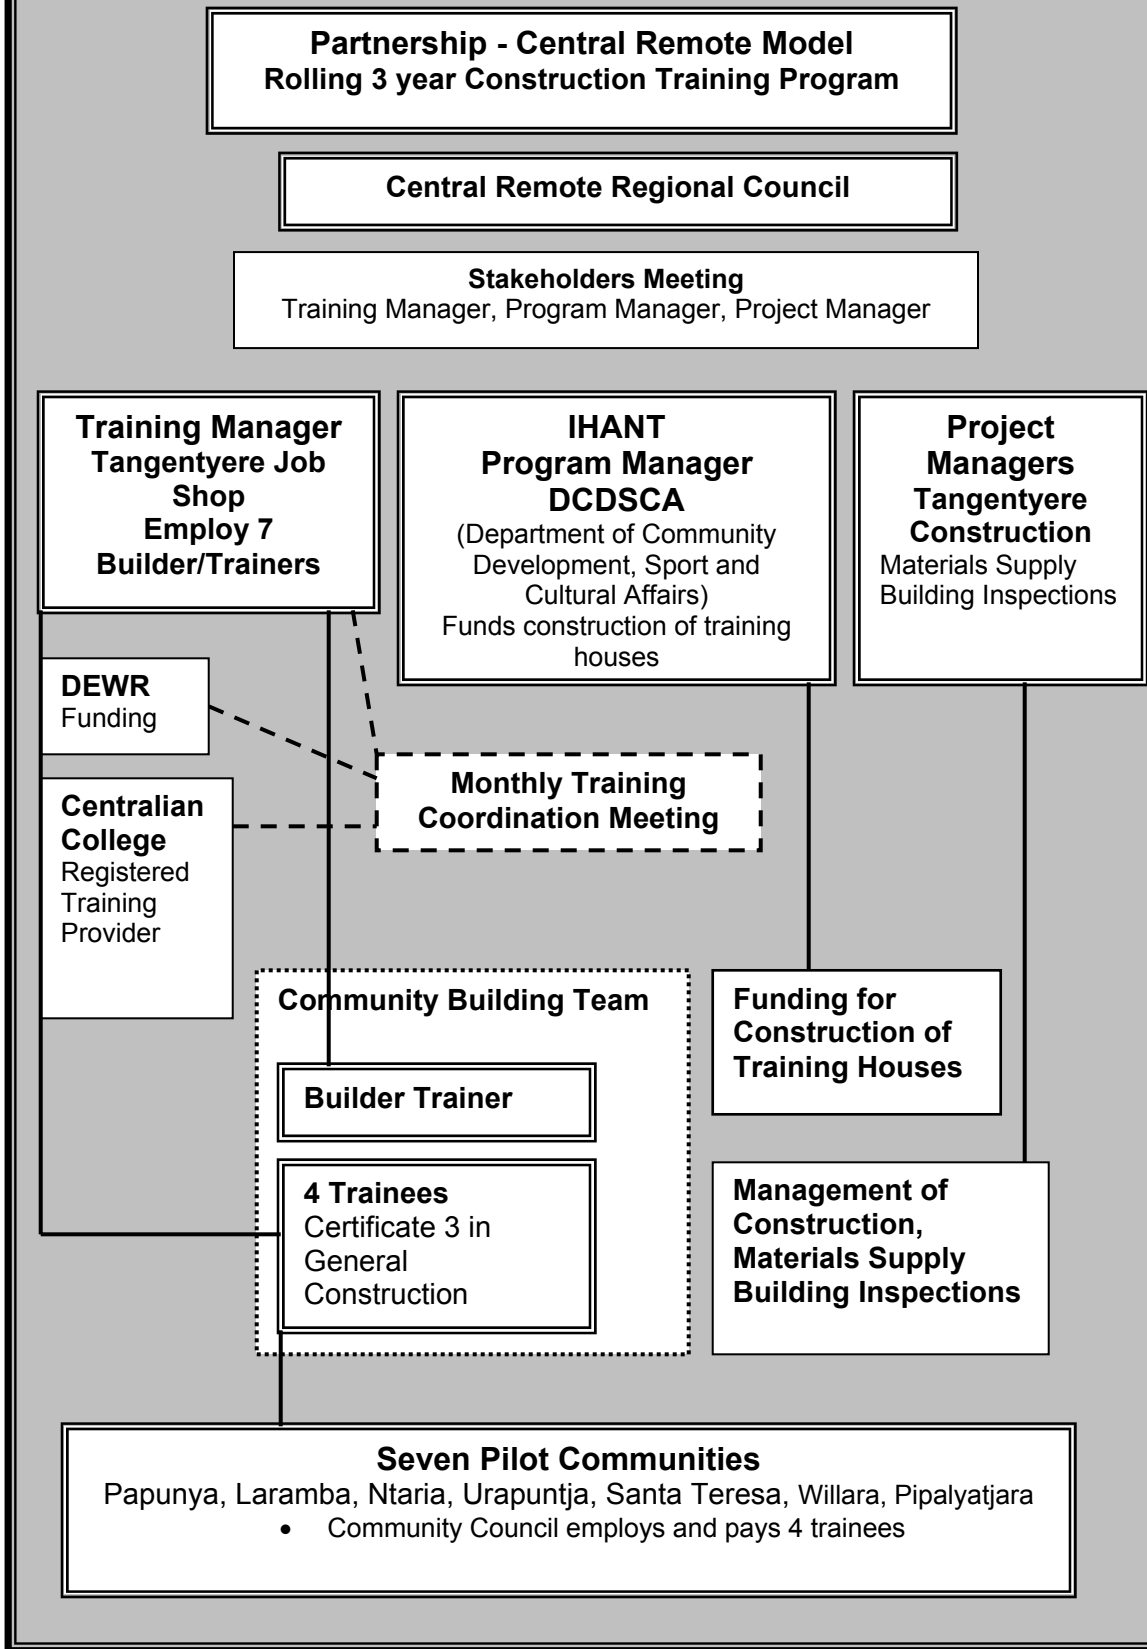 Partnership - Central Remote Model
Rolling 3 year Construction Training Program
Central Remote Regional Council
Stakeholders Meeting
Training Manager, Program Manager, Project Manager
Training Manager
Tangentyere Job
Shop
Employ 7
Builder/Trainers
IHANT
Program Manager
DCDSCA
(Department of Community
Development, Sport and
Cultural Affairs)
Funds construction of training
houses
Project
Managers
Tangentyere
Construction
Materials Supply
Building Inspections
DEWR
Funding
Monthly Training
Coordination Meeting
Centralian
College
Registered
Training
Provider
Community Building Team
Builder Trainer
4 Trainees
Certificate 3 in
General
Construction
Funding for
Construction of
Training Houses
Management of
Construction,
Materials Supply
Building Inspections
Seven Pilot Communities
Papunya, Laramba, Ntaria, Urapuntja, Santa Teresa, Willara, Pipalyatjara
• Community Council employs and pays 4 trainees